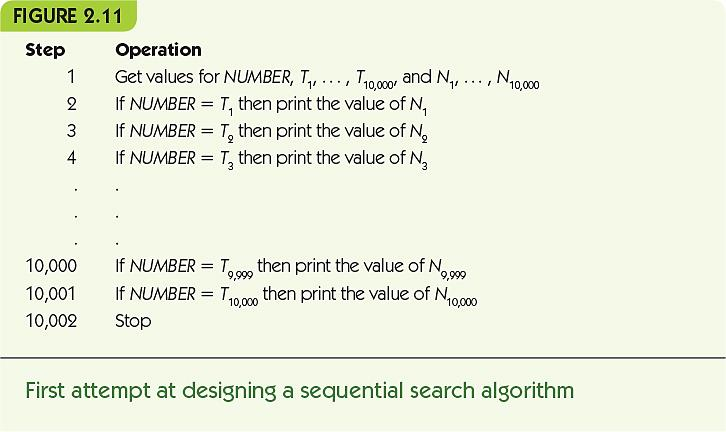 FIGURE 2.11
Step Operation
1 Get values for NUMBER, T₁, . . . , T₁₀,₀₀₀, and N₁, . . . , N₁₀,₀₀₀
2 If NUMBER = T₁ then print the value of N₁
3 If NUMBER = T₂ then print the value of N₂
4 If NUMBER = T₃ then print the value of N₃
. .
. .
. .
10,000 If NUMBER = T₉,₉₉₉ then print the value of N₉,₉₉₉
10,001 If NUMBER = T₁₀,₀₀₀ then print the value of N₁₀,₀₀₀
10,002 Stop
First attempt at designing a sequential search algorithm